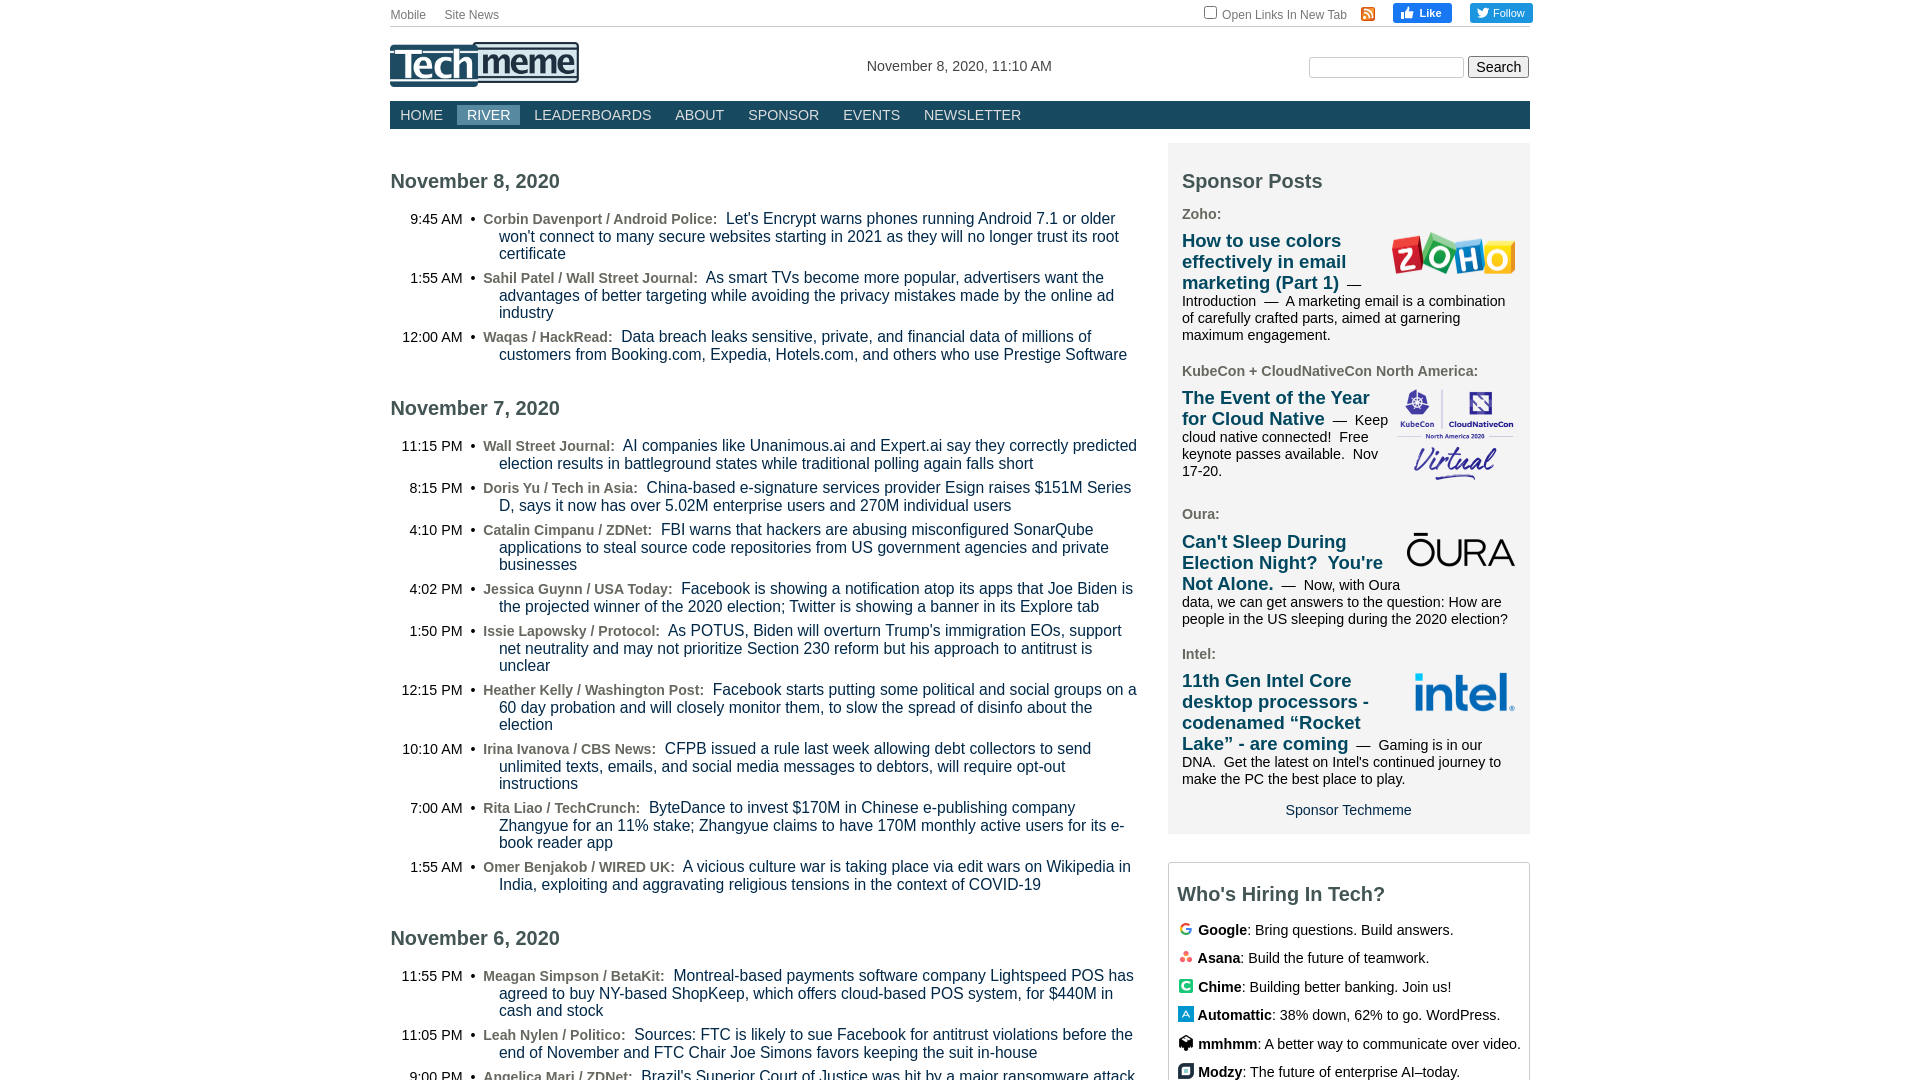 Mobile Site News Open Links In New Tab Like Follow
Techmeme
November 8, 2020, 11:10 AM
Search
HOME RIVER LEADERBOARDS ABOUT SPONSOR EVENTS NEWSLETTER
November 8, 2020
9:45 AM • Corbin Davenport / Android Police: Let's Encrypt warns phones running Android 7.1 or older
won't connect to many secure websites starting in 2021 as they will no longer trust its root
certificate
1:55 AM • Sahil Patel / Wall Street Journal: As smart TVs become more popular, advertisers want the
advantages of better targeting while avoiding the privacy mistakes made by the online ad
industry
12:00 AM • Waqas / HackRead: Data breach leaks sensitive, private, and financial data of millions of
customers from Booking.com, Expedia, Hotels.com, and others who use Prestige Software
November 7, 2020
11:15 PM • Wall Street Journal: AI companies like Unanimous.ai and Expert.ai say they correctly predicted
election results in battleground states while traditional polling again falls short
8:15 PM • Doris Yu / Tech in Asia: China-based e-signature services provider Esign raises $151M Series
D, says it now has over 5.02M enterprise users and 270M individual users
4:10 PM • Catalin Cimpanu / ZDNet: FBI warns that hackers are abusing misconfigured SonarQube
applications to steal source code repositories from US government agencies and private
businesses
4:02 PM • Jessica Guynn / USA Today: Facebook is showing a notification atop its apps that Joe Biden is
the projected winner of the 2020 election; Twitter is showing a banner in its Explore tab
1:50 PM • Issie Lapowsky / Protocol: As POTUS, Biden will overturn Trump's immigration EOs, support
net neutrality and may not prioritize Section 230 reform but his approach to antitrust is
unclear
12:15 PM • Heather Kelly / Washington Post: Facebook starts putting some political and social groups on a
60 day probation and will closely monitor them, to slow the spread of disinfo about the
election
10:10 AM • Irina Ivanova / CBS News: CFPB issued a rule last week allowing debt collectors to send
unlimited texts, emails, and social media messages to debtors, will require opt-out
instructions
7:00 AM • Rita Liao / TechCrunch: ByteDance to invest $170M in Chinese e-publishing company
Zhangyue for an 11% stake; Zhangyue claims to have 170M monthly active users for its e-
book reader app
1:55 AM • Omer Benjakob / WIRED UK: A vicious culture war is taking place via edit wars on Wikipedia in
India, exploiting and aggravating religious tensions in the context of COVID-19
November 6, 2020
11:55 PM • Meagan Simpson / BetaKit: Montreal-based payments software company Lightspeed POS has
agreed to buy NY-based ShopKeep, which offers cloud-based POS system, for $440M in
cash and stock
11:05 PM • Leah Nylen / Politico: Sources: FTC is likely to sue Facebook for antitrust violations before the
end of November and FTC Chair Joe Simons favors keeping the suit in-house
9:00 PM • Angelica Mari / ZDNet: Brazil's Superior Court of Justice was hit by a major ransomware attack
Sponsor Posts
Zoho:
How to use colors
effectively in email
marketing (Part 1) —
ZOHO
Introduction — A marketing email is a combination
of carefully crafted parts, aimed at garnering
maximum engagement.
KubeCon + CloudNativeCon North America:
The Event of the Year
for Cloud Native — Keep
cloud native connected! Free
keynote passes available. Nov
17-20.
KubeCon CloudNativeCon
North America 2020
Virtual
Oura:
Can't Sleep During
Election Night? You're
Not Alone. — Now, with Oura
ŌURA
data, we can get answers to the question: How are
people in the US sleeping during the 2020 election?
Intel:
11th Gen Intel Core
desktop processors -
codenamed “Rocket
Lake” - are coming — Gaming is in our
intel®
DNA. Get the latest on Intel's continued journey to
make the PC the best place to play.
Sponsor Techmeme
Who's Hiring In Tech?
Google: Bring questions. Build answers.
Asana: Build the future of teamwork.
Chime: Building better banking. Join us!
Automattic: 38% down, 62% to go. WordPress.
mmhmm: A better way to communicate over video.
Modzy: The future of enterprise AI–today.